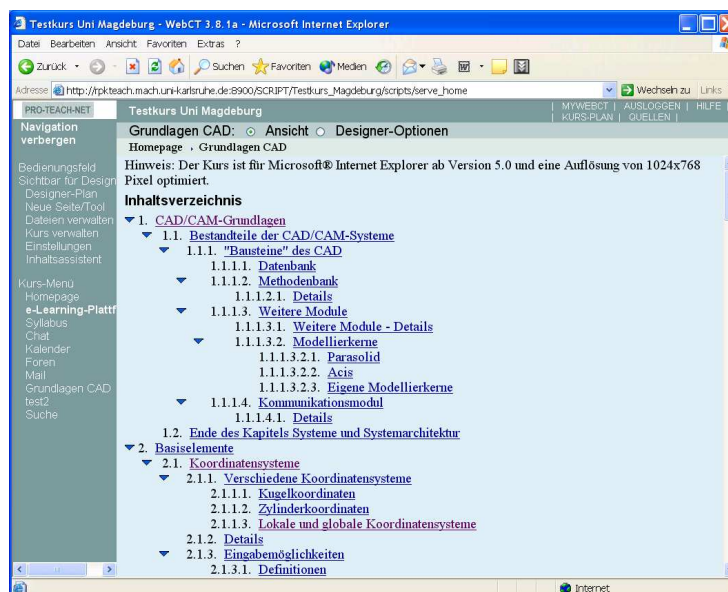 Testkurs Uni Magdeburg - WebCT 3.8.1a - Microsoft Internet Explorer
Datei Bearbeiten Ansicht Favoriten Extras ?
Zurück Suchen Favoriten Medien
Adresse http://rpkteach.mach.uni-karlsruhe.de:8900/SCRIPT/Testkurs_Magdeburg/scripts/serve_home Wechseln zu Links
PRO-TEACH-NET
Testkurs Uni Magdeburg
| MYWEBCT | AUSLOGGEN | HILFE |
| KURS-PLAN | QUELLEN |
Navigation
verbergen
Bedienungsfeld
Sichtbar für Design
Designer-Plan
Neue Seite/Tool
Dateien verwalten
Kurs verwalten
Einstellungen
Inhaltsassistent
Kurs-Menü
Homepage
e-Learning-Plattf
Syllabus
Chat
Kalender
Foren
Mail
Grundlagen CAD
test2
Suche
Grundlagen CAD: Ansicht Designer-Optionen
Homepage › Grundlagen CAD
Hinweis: Der Kurs ist für Microsoft® Internet Explorer ab Version 5.0 und eine Auflösung von 1024x768
Pixel optimiert.
Inhaltsverzeichnis
1. CAD/CAM-Grundlagen
1.1. Bestandteile der CAD/CAM-Systeme
1.1.1. "Bausteine" des CAD
1.1.1.1. Datenbank
1.1.1.2. Methodenbank
1.1.1.2.1. Details
1.1.1.3. Weitere Module
1.1.1.3.1. Weitere Module - Details
1.1.1.3.2. Modellierkerne
1.1.1.3.2.1. Parasolid
1.1.1.3.2.2. Acis
1.1.1.3.2.3. Eigene Modellierkerne
1.1.1.4. Kommunikationsmodul
1.1.1.4.1. Details
1.2. Ende des Kapitels Systeme und Systemarchitektur
2. Basiselemente
2.1. Koordinatensysteme
2.1.1. Verschiedene Koordinatensysteme
2.1.1.1. Kugelkoordinaten
2.1.1.2. Zylinderkoordinaten
2.1.1.3. Lokale und globale Koordinatensysteme
2.1.2. Details
2.1.3. Eingabemöglichkeiten
2.1.3.1. Definitionen
Internet